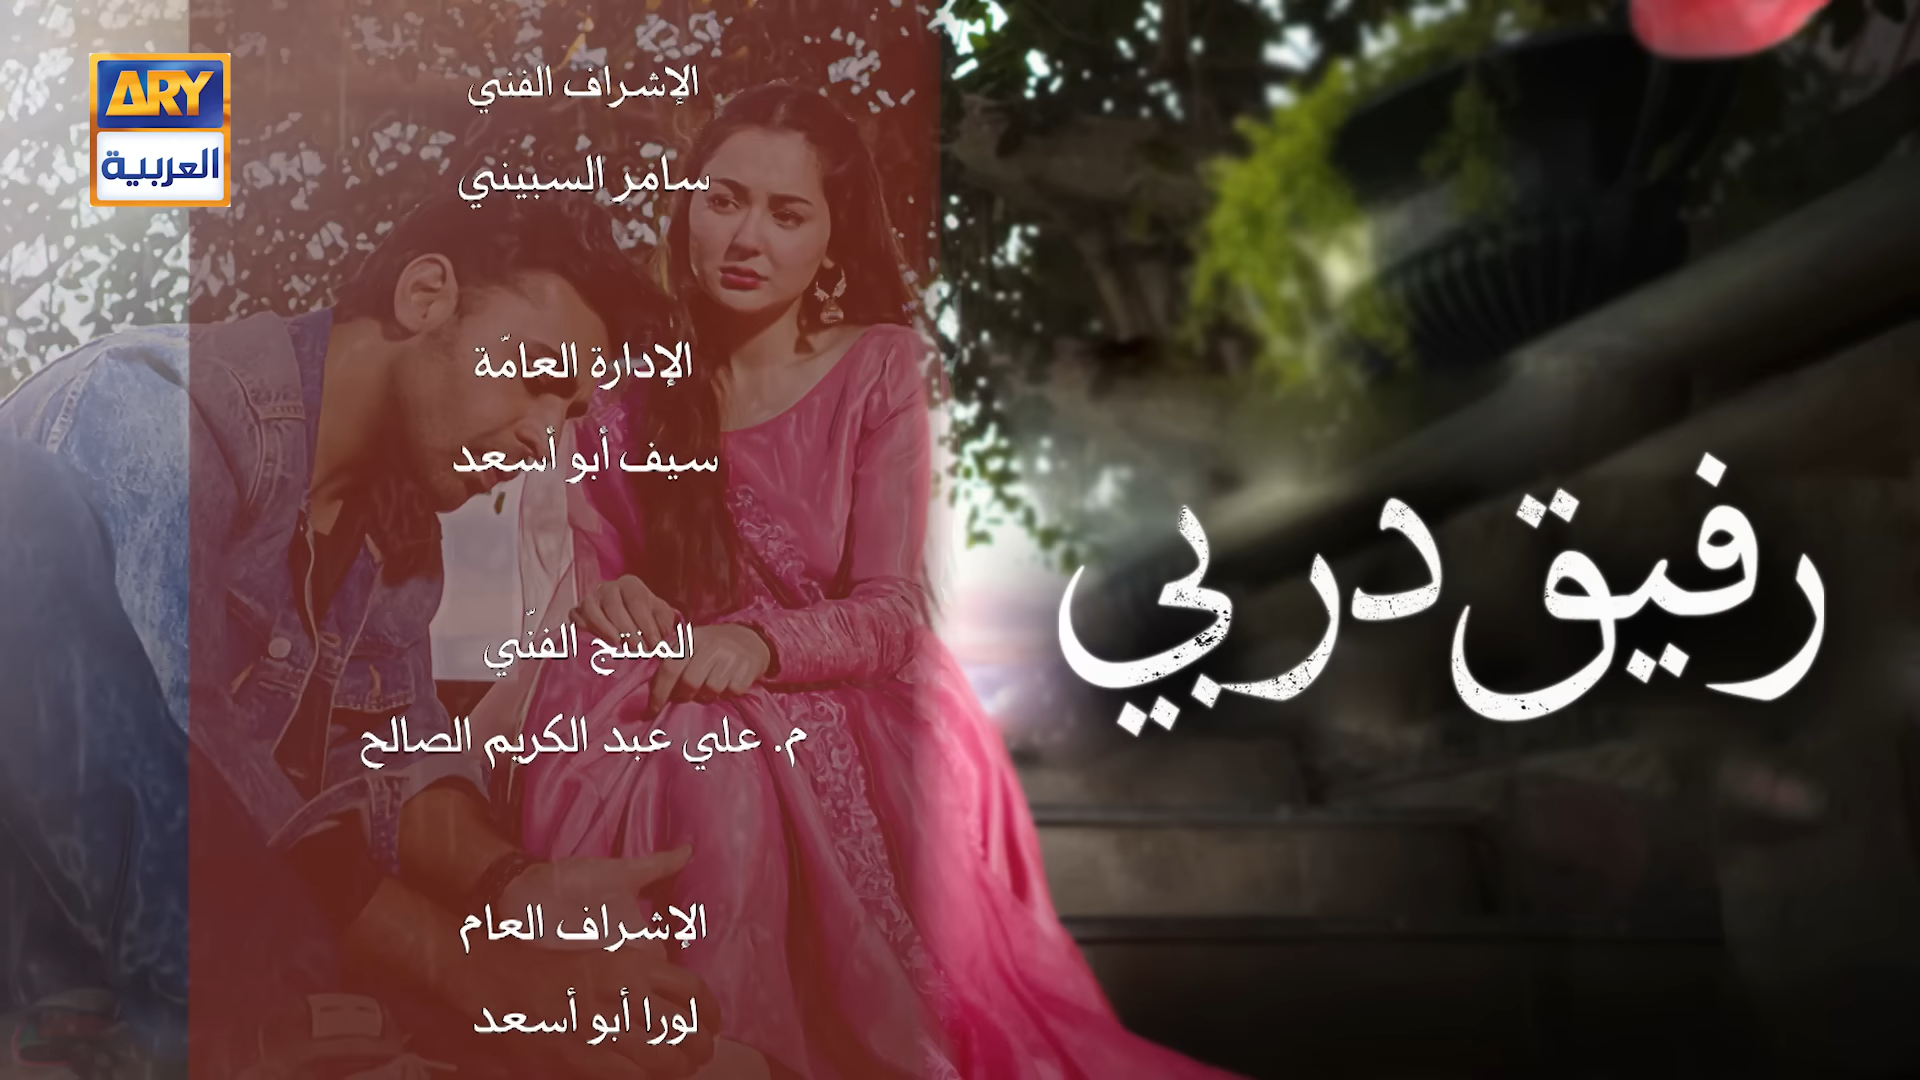 ARY
العربية
الإشراف الفني
سامر السبيني
الإدارة العامّة
سيف أبو أسعد
المنتج الفنّي
م. علي عبد الكريم الصالح
الإشراف العام
لورا أبو أسعد
رفيق دربي